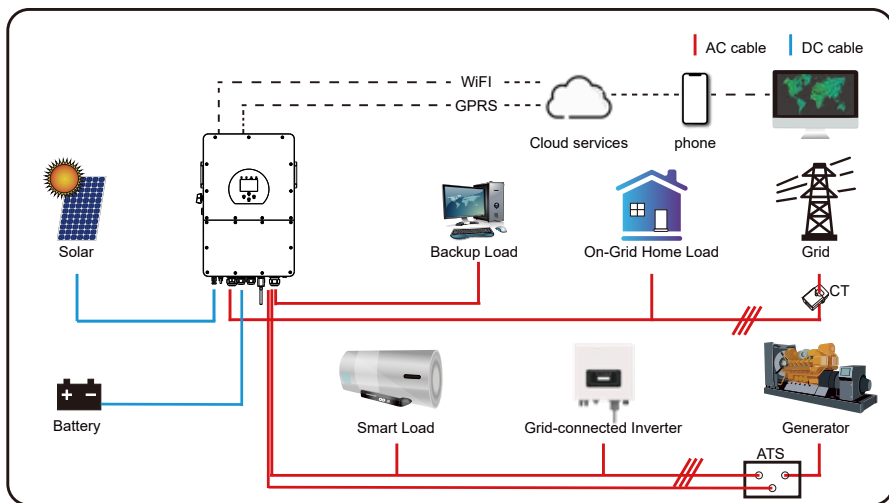 AC cable
DC cable
WiFI
GPRS
Cloud services
phone
Solar
Backup Load
On-Grid Home Load
Grid
CT
Battery
Smart Load
Grid-connected Inverter
Generator
ATS